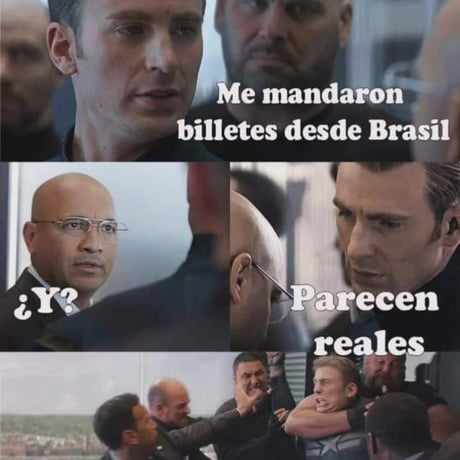 Me mandaron
billetes desde Brasil
¿Y?
Parecen
reales